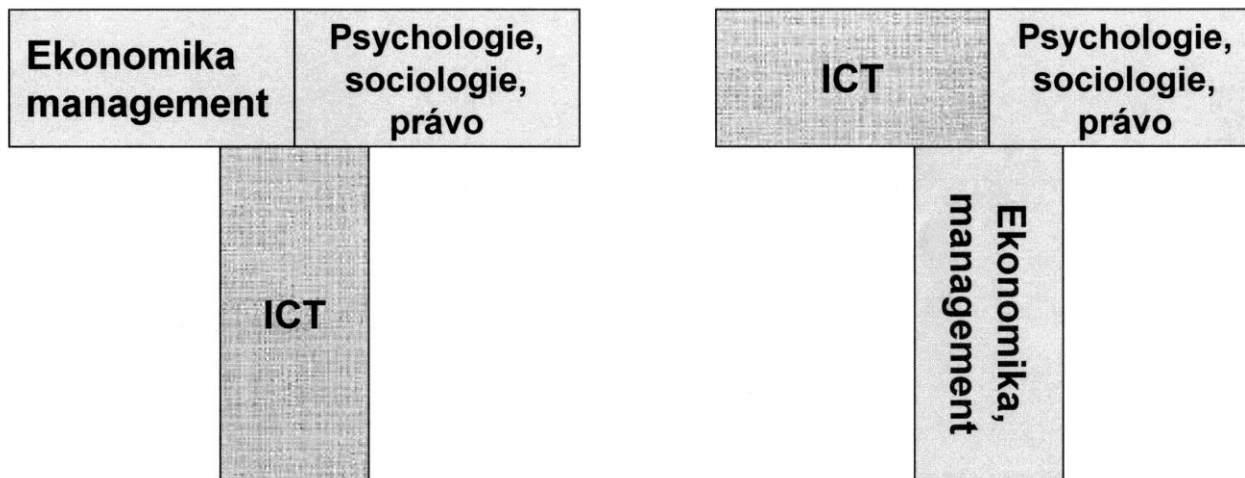 Ekonomika
management
Psychologie,
sociologie,
právo
ICT
ICT
Psychologie,
sociologie,
právo
Ekonomika,
management